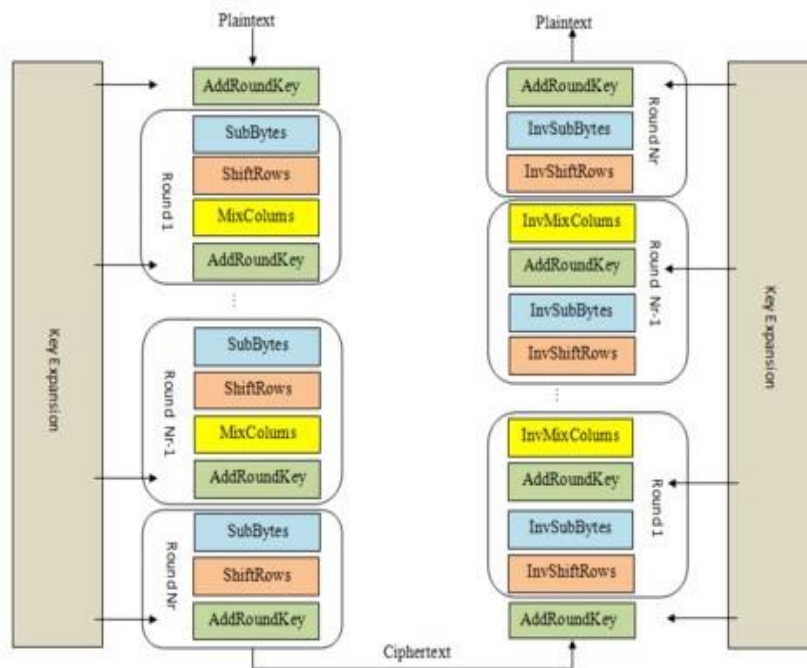 Plaintext
AddRoundKey
SubBytes
ShiftRows
MixColums
AddRoundKey
Round 1
...
SubBytes
ShiftRows
MixColums
AddRoundKey
Round Nr-1
SubBytes
ShiftRows
AddRoundKey
Round Nr
Key Expansion
Ciphertext
Plaintext
AddRoundKey
InvSubBytes
InvShiftRows
Round Nr
InvMixColums
AddRoundKey
InvSubBytes
InvShiftRows
Round Nr-1
...
InvMixColums
AddRoundKey
InvSubBytes
InvShiftRows
Round 1
AddRoundKey
Key Expansion